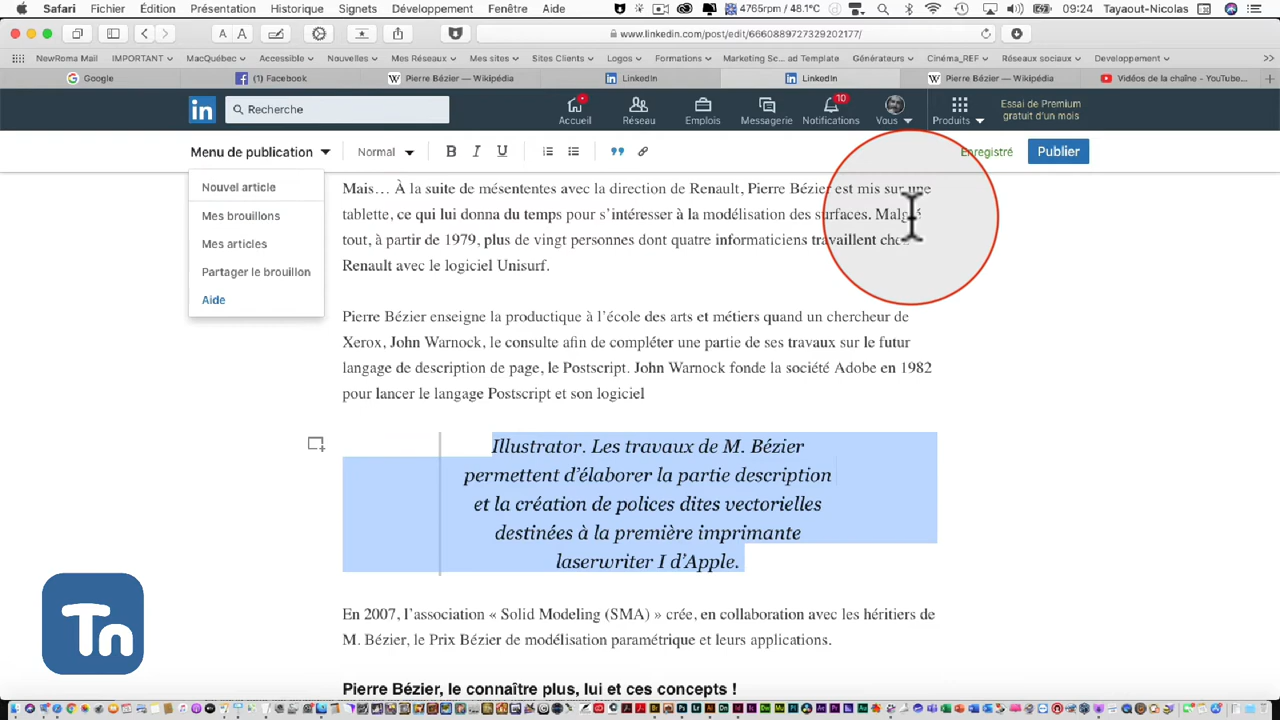 Safari Fichier Édition Présentation Historique Signets Développement Fenêtre Aide 4765rpm / 48.1°C 09:24 Tayaout-Nicolas
A A www.linkedin.com/post/edit/6660889727329202177/
NewRoma Mail IMPORTANT MacQuébec Accessible Nouvelles Mes Réseaux Mes sites Sites Clients Logos Formations Marketing Sc... ad Template Générateurs Cinéma_REF Réseaux sociaux Developpement >>
Google (1) Facebook Pierre Bézier — Wikipédia LinkedIn LinkedIn Pierre Bézier — Wikipédia Vidéos de la chaîne - YouTube...
in Recherche Accueil Réseau Emplois Messagerie 10 Notifications Vous Produits Essai de Premium
gratuit d'un mois
Menu de publication Normal B I U Enregistré Publier
Nouvel article
Mes brouillons
Mes articles
Partager le brouillon
Aide
Mais… À la suite de mésententes avec la direction de Renault, Pierre Bézier est mis sur une
tablette, ce qui lui donna du temps pour s’intéresser à la modélisation des surfaces. Malgré
tout, à partir de 1979, plus de vingt personnes dont quatre informaticiens travaillent chez
Renault avec le logiciel Unisurf.
Pierre Bézier enseigne la productique à l’école des arts et métiers quand un chercheur de
Xerox, John Warnock, le consulte afin de compléter une partie de ses travaux sur le futur
langage de description de page, le Postscript. John Warnock fonde la société Adobe en 1982
pour lancer le langage Postscript et son logiciel
Illustrator. Les travaux de M. Bézier
permettent d’élaborer la partie description
et la création de polices dites vectorielles
destinées à la première imprimante
laserwriter I d’Apple.
En 2007, l’association « Solid Modeling (SMA) » crée, en collaboration avec les héritiers de
M. Bézier, le Prix Bézier de modélisation paramétrique et leurs applications.
Pierre Bézier, le connaître plus, lui et ces concepts !
Tn